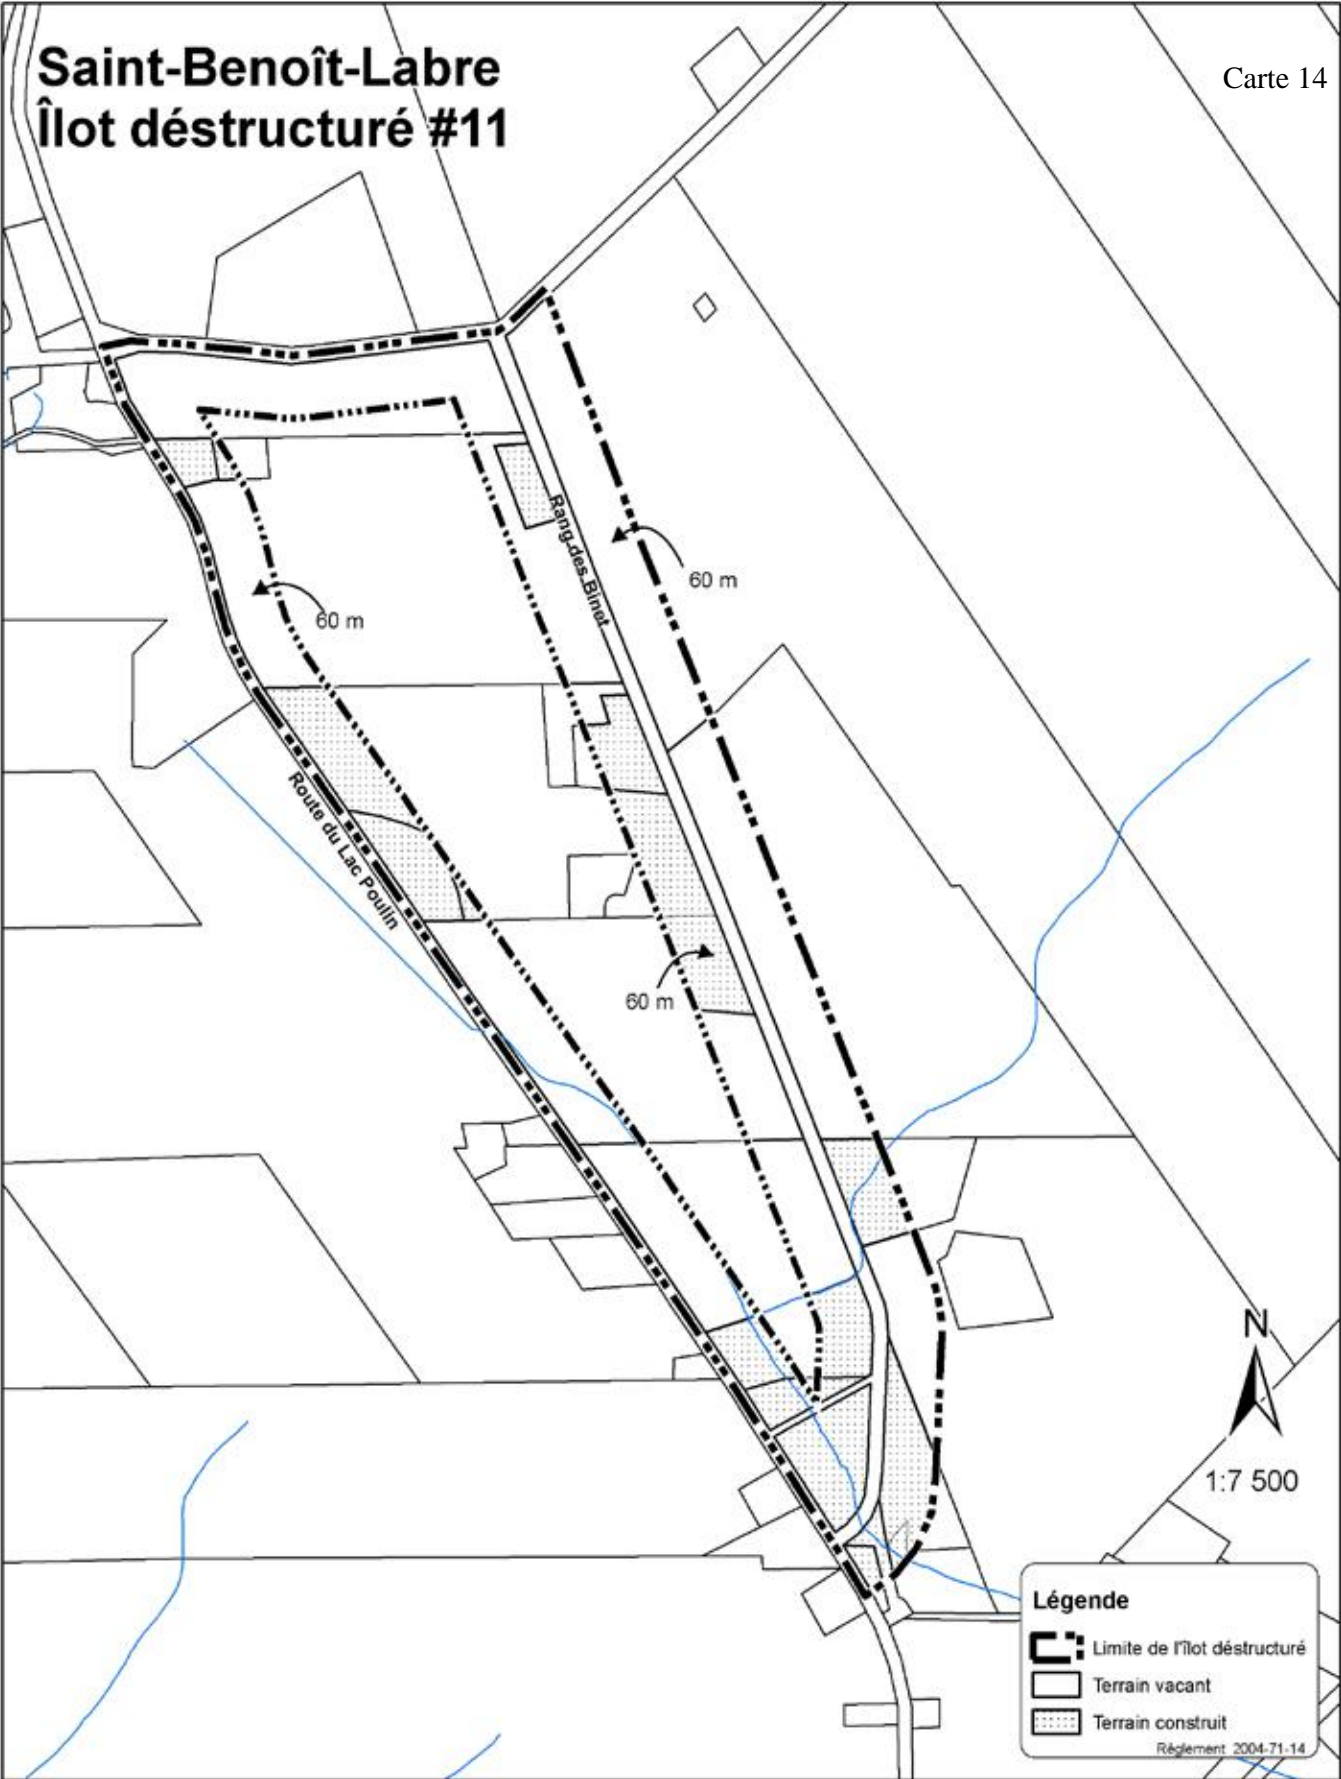 Saint-Benoît-Labre
Îlot déstructuré #11
Carte 14
Rang des Binet
60 m
60 m
Route du Lac Poulin
60 m
N
1:7 500
Légende
Limite de l'îlot déstructuré
Terrain vacant
Terrain construit
Règlement 2004-71-14